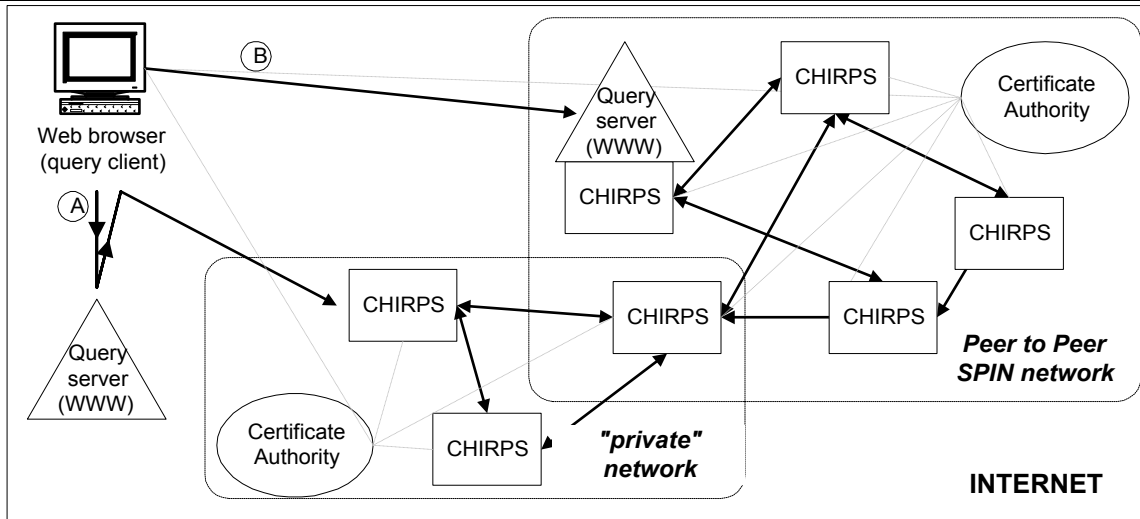 B
CHIRPS
Certificate
Authority
Query
server
(WWW)
CHIRPS
Web browser
(query client)
A
CHIRPS
CHIRPS
CHIRPS
CHIRPS
Peer to Peer
SPIN network
Query
server
(WWW)
Certificate
Authority
CHIRPS
"private"
network
INTERNET